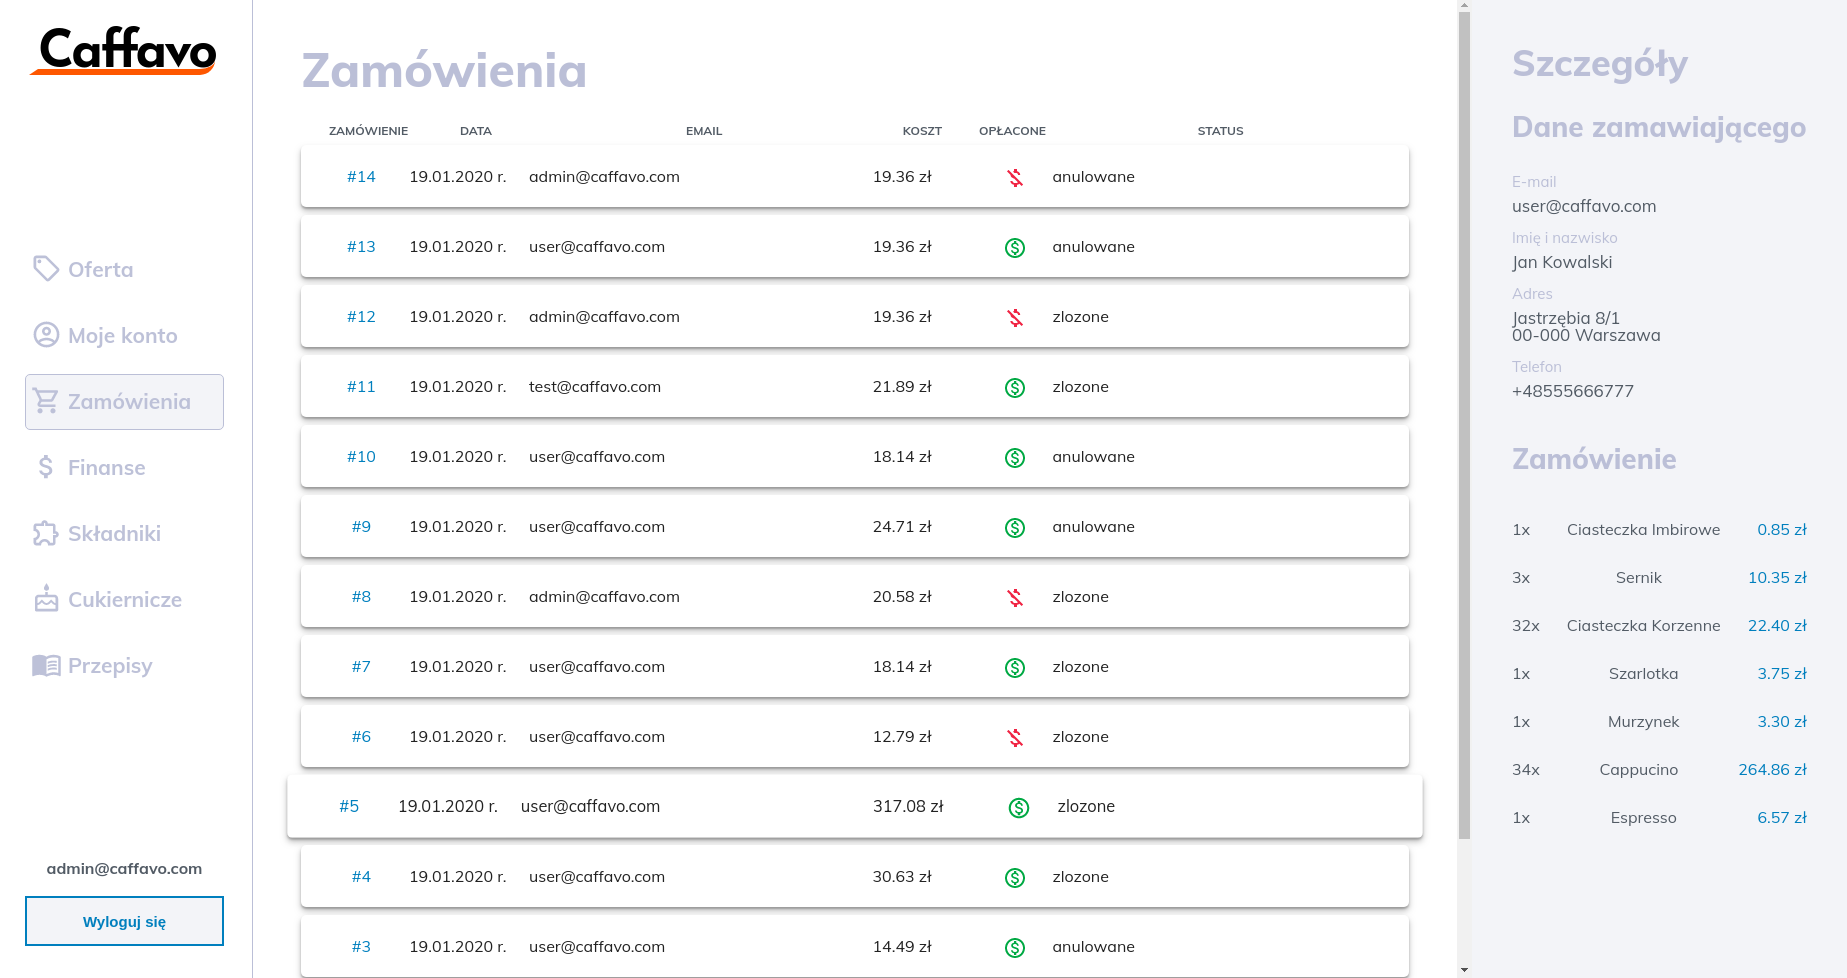 Caffavo
Oferta
Moje konto
Zamówienia
Finanse
Składniki
Cukiernicze
Przepisy
admin@caffavo.com
Wyloguj się
Zamówienia
ZAMÓWIENIE DATA EMAIL KOSZT OPŁACONE STATUS
#14 19.01.2020 r. admin@caffavo.com 19.36 zł anulowane
#13 19.01.2020 r. user@caffavo.com 19.36 zł anulowane
#12 19.01.2020 r. admin@caffavo.com 19.36 zł zlozone
#11 19.01.2020 r. test@caffavo.com 21.89 zł zlozone
#10 19.01.2020 r. user@caffavo.com 18.14 zł anulowane
#9 19.01.2020 r. user@caffavo.com 24.71 zł anulowane
#8 19.01.2020 r. admin@caffavo.com 20.58 zł zlozone
#7 19.01.2020 r. user@caffavo.com 18.14 zł zlozone
#6 19.01.2020 r. user@caffavo.com 12.79 zł zlozone
#5 19.01.2020 r. user@caffavo.com 317.08 zł zlozone
#4 19.01.2020 r. user@caffavo.com 30.63 zł zlozone
#3 19.01.2020 r. user@caffavo.com 14.49 zł anulowane
Szczegóły
Dane zamawiającego
E-mail
user@caffavo.com
Imię i nazwisko
Jan Kowalski
Adres
Jastrzębia 8/1
00-000 Warszawa
Telefon
+48555666777
Zamówienie
1x Ciasteczka Imbirowe 0.85 zł
3x Sernik 10.35 zł
32x Ciasteczka Korzenne 22.40 zł
1x Szarlotka 3.75 zł
1x Murzynek 3.30 zł
34x Cappucino 264.86 zł
1x Espresso 6.57 zł